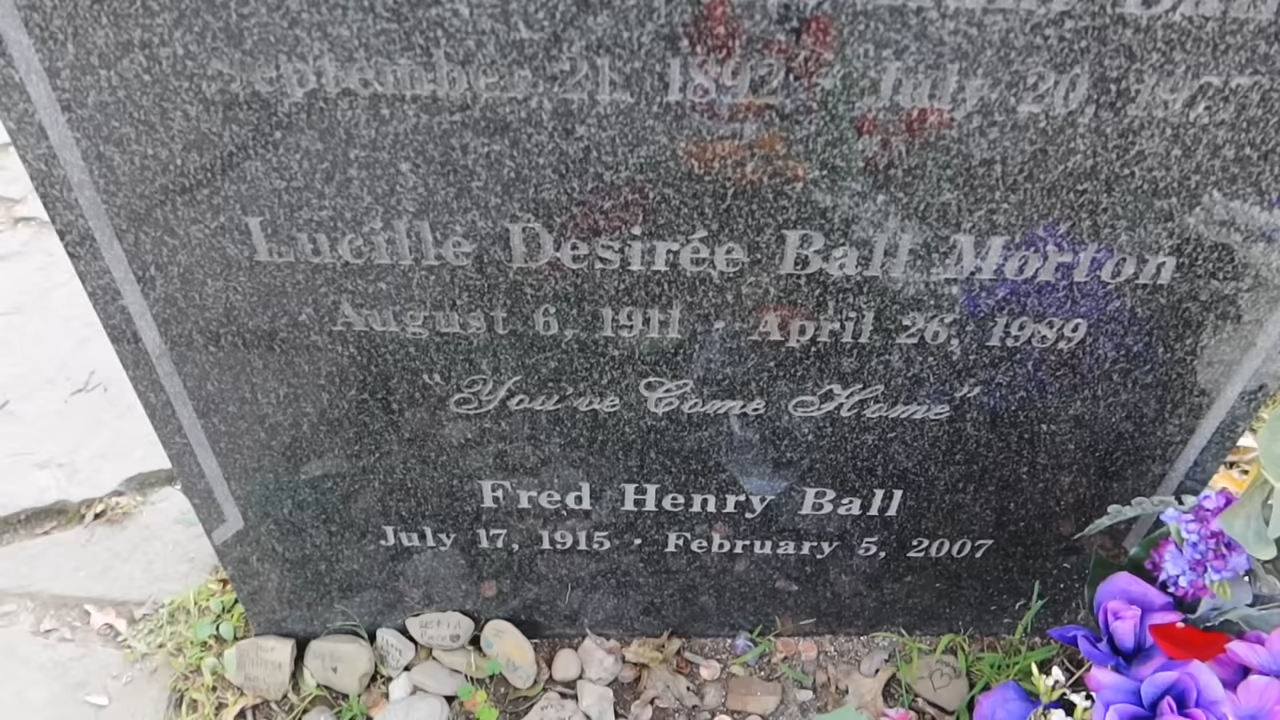 September 21, 1892 · July 20, 1977
Lucille Desirée Ball Morton
August 6, 1911 · April 26, 1989
"You've Come Home"
Fred Henry Ball
July 17, 1915 · February 5, 2007